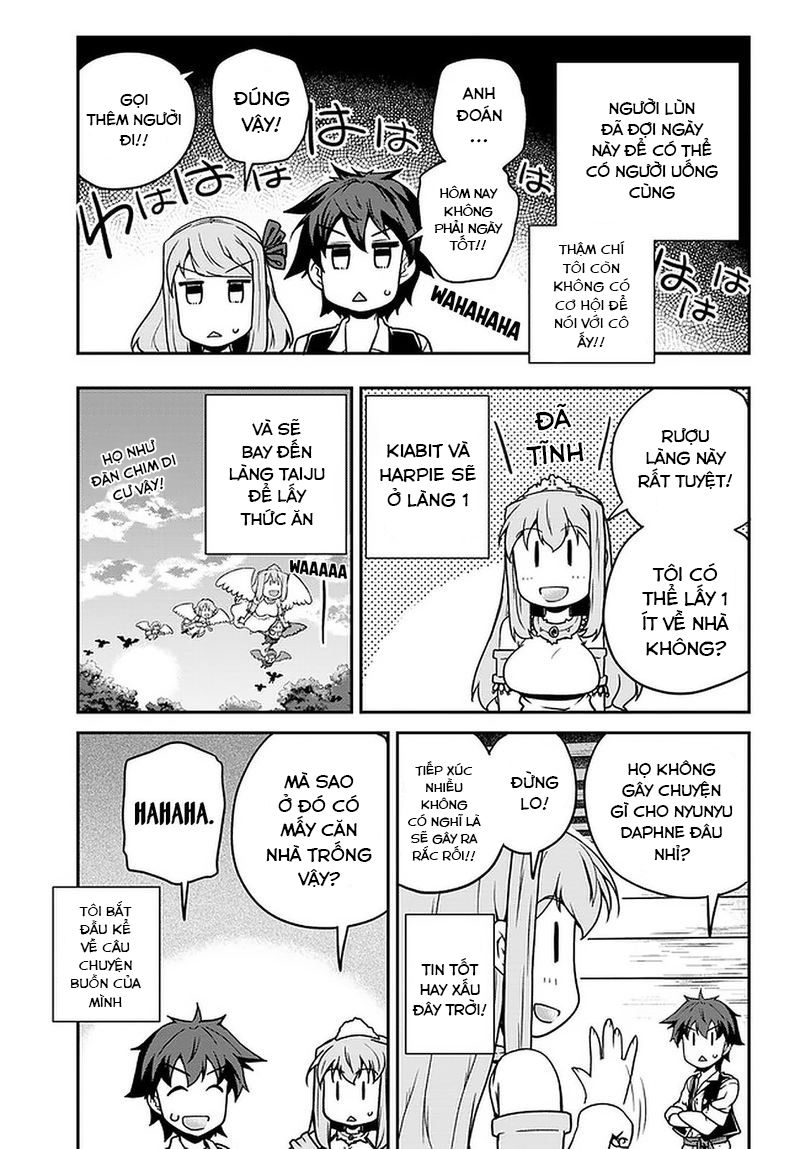 NGƯỜI LÙN
ĐÃ ĐỢI NGÀY
NÀY ĐỂ CÓ THỂ
CÓ NGƯỜI UỐNG
CÙNG
THẬM CHÍ
TÔI CÒN
KHÔNG CÓ
CƠ HỘI ĐỂ
NÓI VỚI CÔ
ẤY!!
ANH
ĐOÁN
...
HÔM NAY
KHÔNG
PHẢI NGÀY
TỐT!!
ĐÚNG
VẬY!
GỌI
THÊM NGƯỜI
ĐI!!
わはははははははは
WAHAHAHA
RƯỢU
LÀNG NÀY
RẤT TUYỆT!
TÔI CÓ
THỂ LẤY 1
ÍT VỀ NHÀ
KHÔNG?
ĐÃ
TỈNH
KIABIT VÀ
HARPIE SẼ
Ở LÀNG 1
VÀ SẼ
BAY ĐẾN
LÀNG TAIJU
ĐỂ LẤY
THỨC ĂN
HỌ NHƯ
ĐÀN CHIM DI
CƯ VẬY!
WAAAAA
HỌ KHÔNG
GÂY CHUYỆN
GÌ CHO NYUNYU
DAPHNE ĐÂU
NHỈ?
ĐỪNG
LO!
TIẾP XÚC
NHIỀU
KHÔNG
CÓ NGHĨ LÀ
SẼ GÂY RA
RẮC RỐI!!
TIN TỐT
HAY XẤU
ĐÂY TRỜI!
MÀ SAO
Ở ĐÓ CÓ
MẤY CĂN
NHÀ TRỐNG
VẬY?
HAHAHA.
TÔI BẮT
ĐẦU KỂ
VỀ CÂU
CHUYỆN
BUỒN CỦA
MÌNH